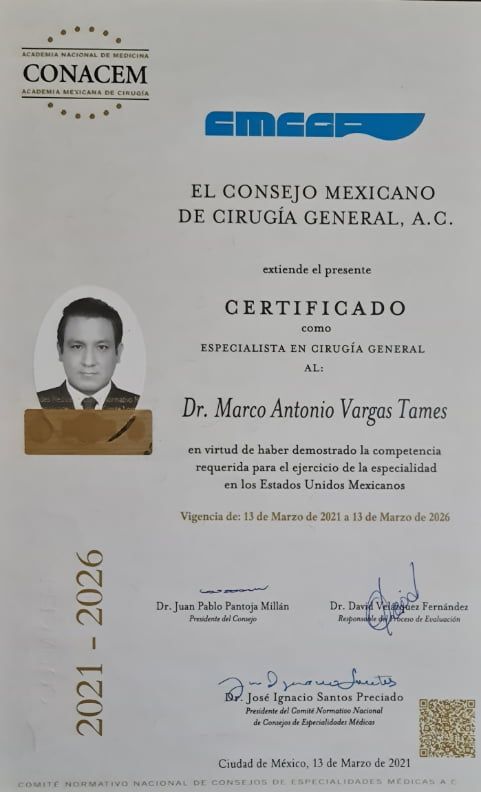 ACADEMIA NACIONAL DE MEDICINA
CONACEM
ACADEMIA MEXICANA DE CIRUGÍA
CMCG
EL CONSEJO MEXICANO
DE CIRUGÍA GENERAL, A.C.
extiende el presente
CERTIFICADO
como
ESPECIALISTA EN CIRUGÍA GENERAL
AL:
Dr. Marco Antonio Vargas Tames
en virtud de haber demostrado la competencia
requerida para el ejercicio de la especialidad
en los Estados Unidos Mexicanos
Vigencia de: 13 de Marzo de 2021 a 13 de Marzo de 2026
2021 - 2026
Dr. Juan Pablo Pantoja Millán
Presidente del Consejo
Dr. David Velázquez Fernández
Responsable del Proceso de Evaluación
Dr. José Ignacio Santos Preciado
Presidente del Comité Normativo Nacional
de Consejos de Especialidades Médicas
Ciudad de México, 13 de Marzo de 2021
COMITÉ NORMATIVO NACIONAL DE CONSEJOS DE ESPECIALIDADES MÉDICAS A.C.